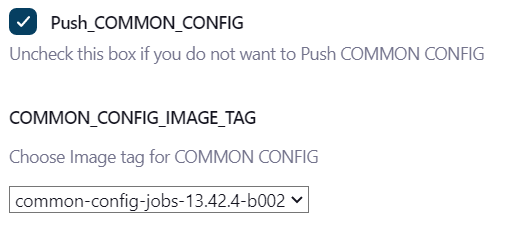 Push_COMMON_CONFIG
Uncheck this box if you do not want to Push COMMON CONFIG
COMMON_CONFIG_IMAGE_TAG
Choose Image tag for COMMON CONFIG
common-config-jobs-13.42.4-b002